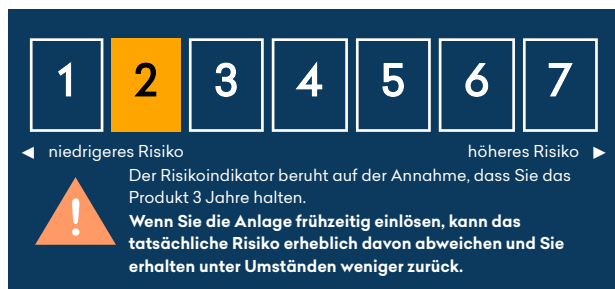 1 2 3 4 5 6 7
◄ niedrigeres Risiko höheres Risiko ►
Der Risikoindikator beruht auf der Annahme, dass Sie das
Produkt 3 Jahre halten.
Wenn Sie die Anlage frühzeitig einlösen, kann das
tatsächliche Risiko erheblich davon abweichen und Sie
erhalten unter Umständen weniger zurück.
!